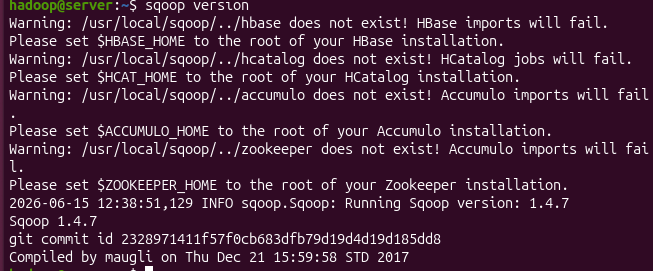 hadoop@server:~$ sqoop version
Warning: /usr/local/sqoop/../hbase does not exist! HBase imports will fail.
Please set $HBASE_HOME to the root of your HBase installation.
Warning: /usr/local/sqoop/../hcatalog does not exist! HCatalog jobs will fail.
Please set $HCAT_HOME to the root of your HCatalog installation.
Warning: /usr/local/sqoop/../accumulo does not exist! Accumulo imports will fail
.
Please set $ACCUMULO_HOME to the root of your Accumulo installation.
Warning: /usr/local/sqoop/../zookeeper does not exist! Accumulo imports will fai
l.
Please set $ZOOKEEPER_HOME to the root of your Zookeeper installation.
2026-06-15 12:38:51,129 INFO sqoop.Sqoop: Running Sqoop version: 1.4.7
Sqoop 1.4.7
git commit id 2328971411f57f0cb683dfb79d19d4d19d185dd8
Compiled by maugli on Thu Dec 21 15:59:58 STD 2017
hadoop@server:~$